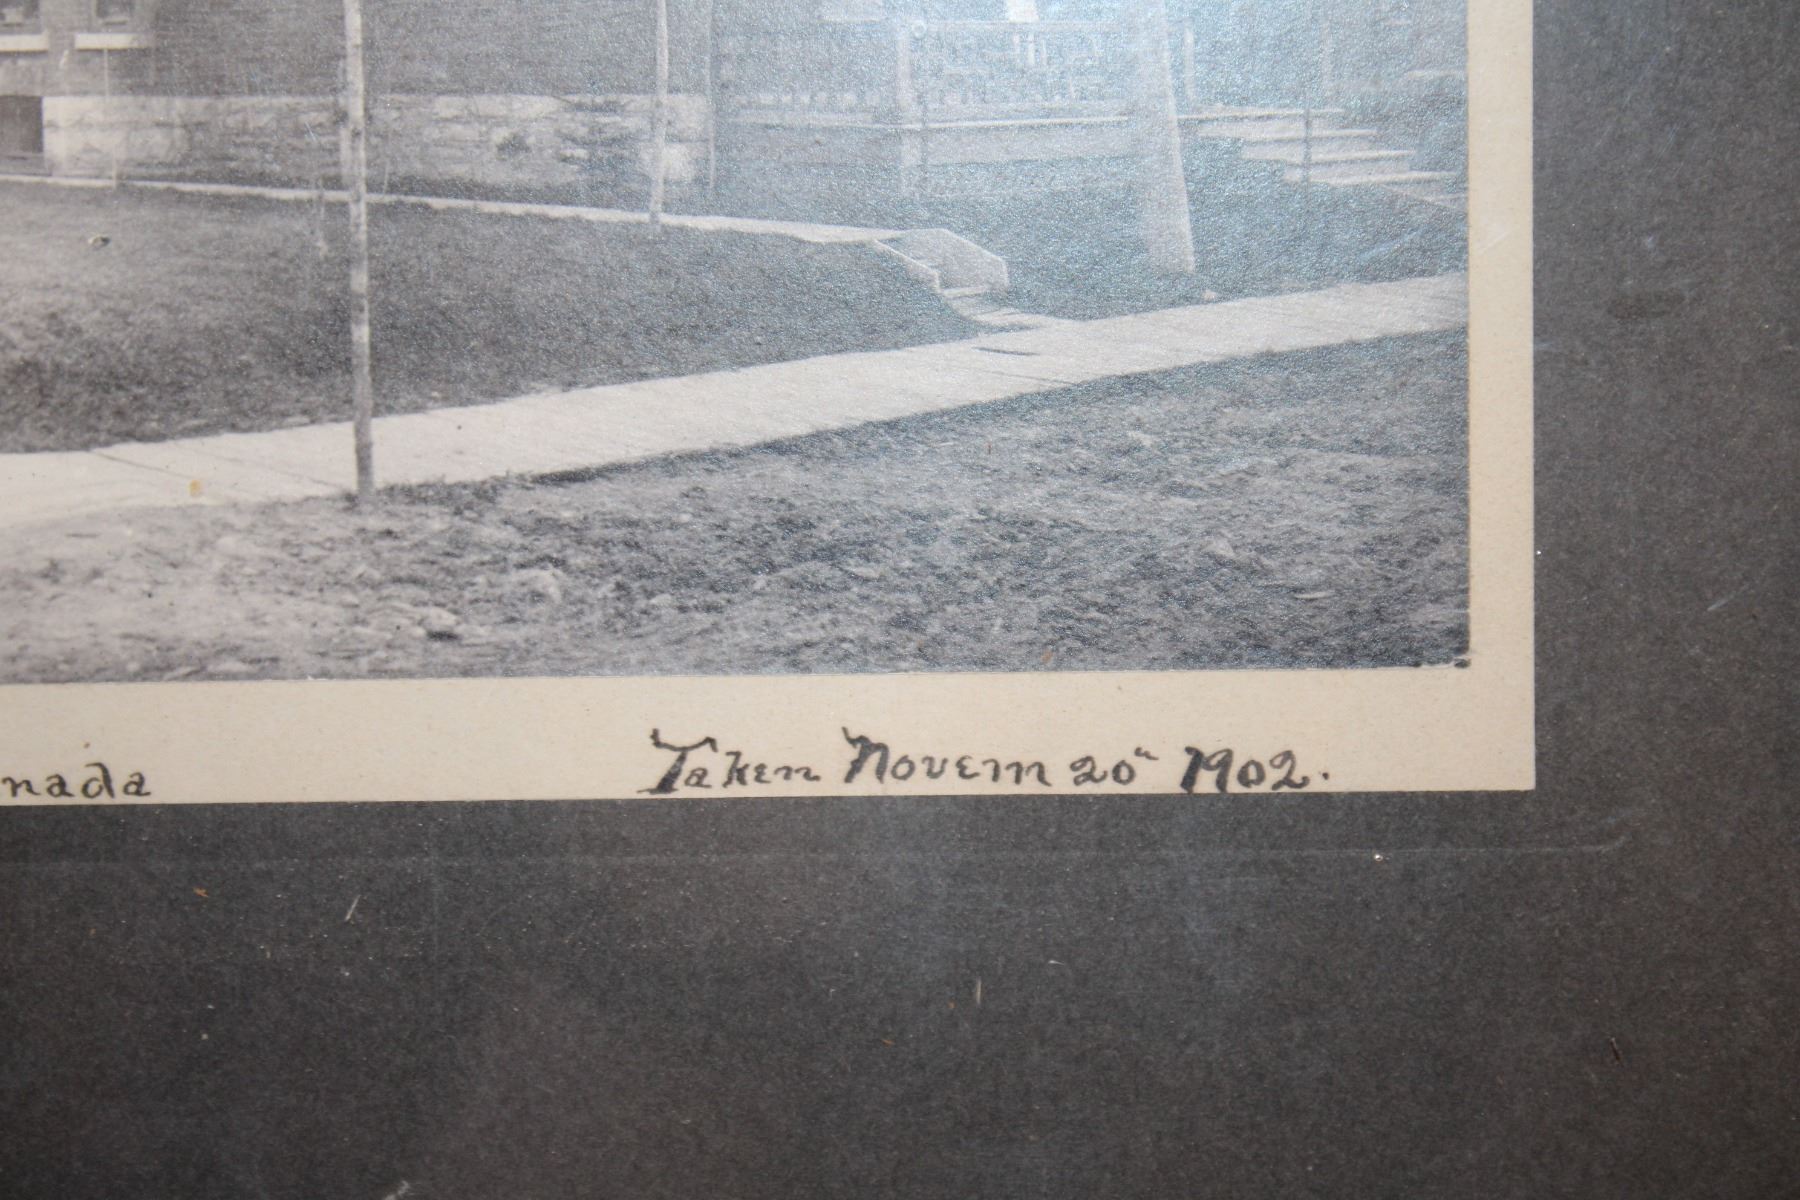 nada Taken Novem 20th 1902.